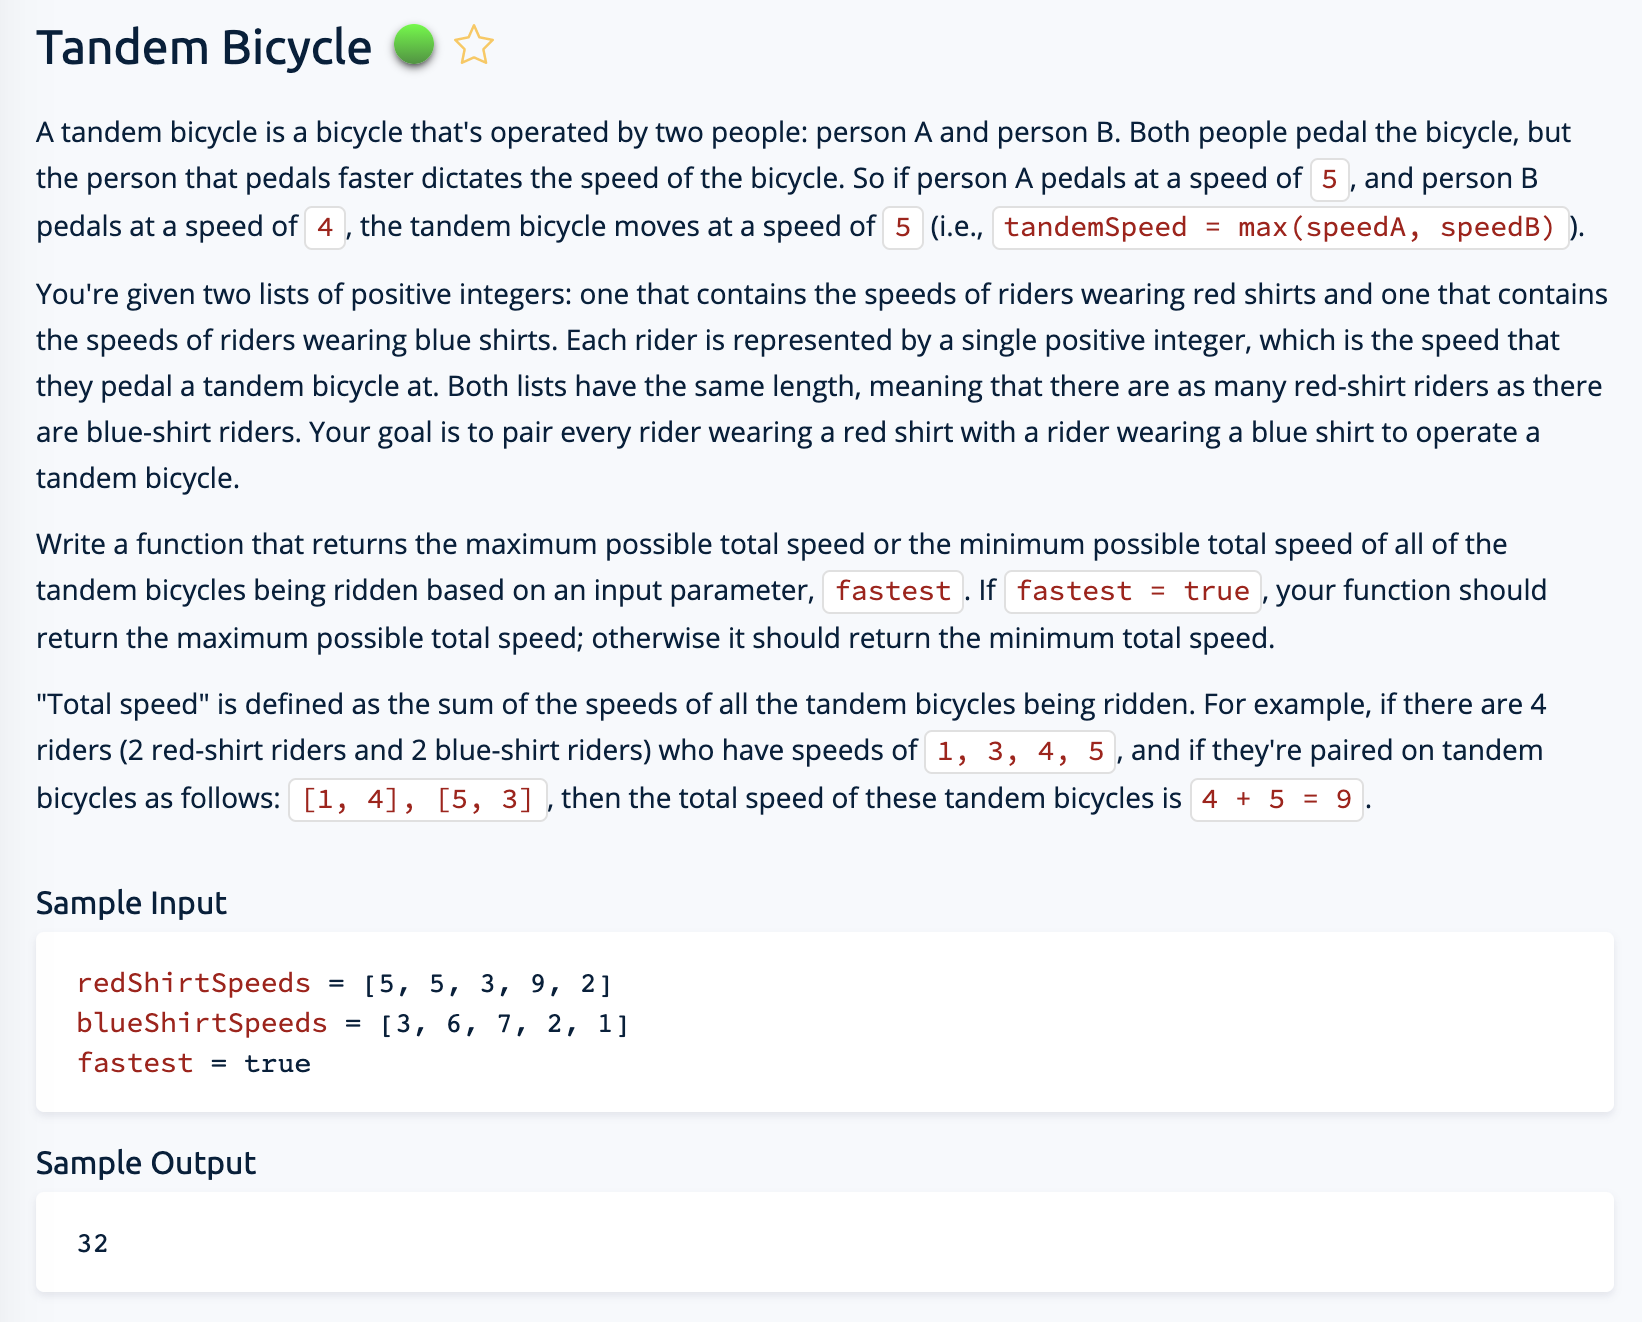 Tandem Bicycle
A tandem bicycle is a bicycle that's operated by two people: person A and person B. Both people pedal the bicycle, but
the person that pedals faster dictates the speed of the bicycle. So if person A pedals at a speed of 5, and person B
pedals at a speed of 4, the tandem bicycle moves at a speed of 5 (i.e., tandemSpeed = max(speedA, speedB)).
You're given two lists of positive integers: one that contains the speeds of riders wearing red shirts and one that contains
the speeds of riders wearing blue shirts. Each rider is represented by a single positive integer, which is the speed that
they pedal a tandem bicycle at. Both lists have the same length, meaning that there are as many red-shirt riders as there
are blue-shirt riders. Your goal is to pair every rider wearing a red shirt with a rider wearing a blue shirt to operate a
tandem bicycle.
Write a function that returns the maximum possible total speed or the minimum possible total speed of all of the
tandem bicycles being ridden based on an input parameter, fastest. If fastest = true, your function should
return the maximum possible total speed; otherwise it should return the minimum total speed.
"Total speed" is defined as the sum of the speeds of all the tandem bicycles being ridden. For example, if there are 4
riders (2 red-shirt riders and 2 blue-shirt riders) who have speeds of 1, 3, 4, 5, and if they're paired on tandem
bicycles as follows: [1, 4], [5, 3], then the total speed of these tandem bicycles is 4 + 5 = 9.
Sample Input
redShirtSpeeds = [5, 5, 3, 9, 2]
blueShirtSpeeds = [3, 6, 7, 2, 1]
fastest = true
Sample Output
32